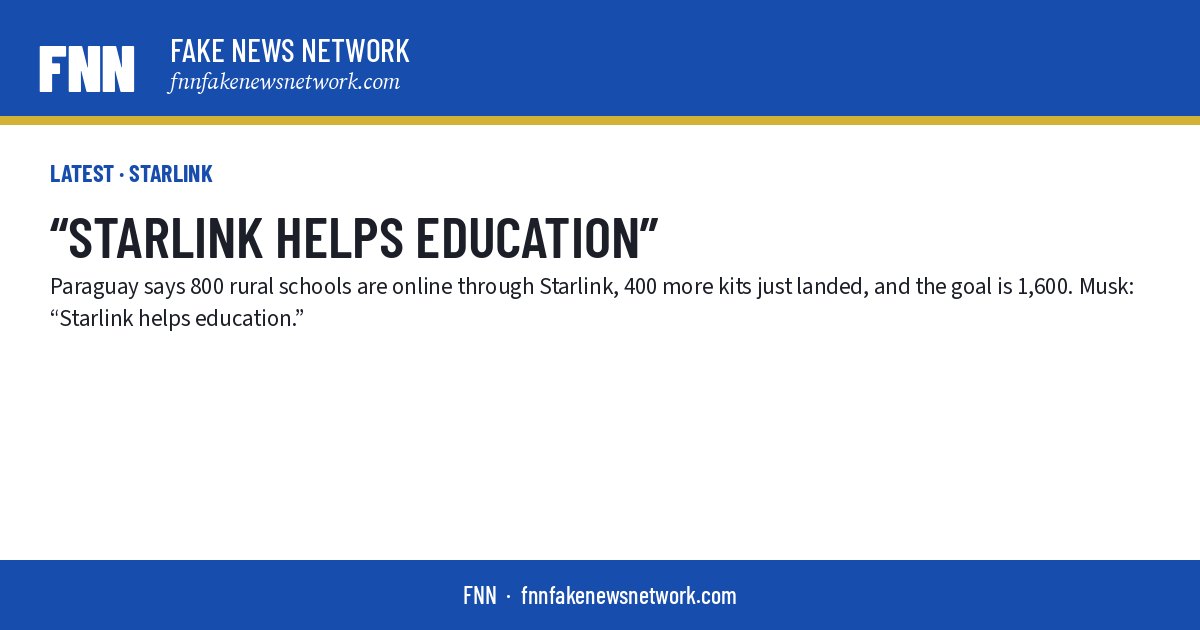 FNN
FAKE NEWS NETWORK
fnnfakenewsnetwork.com
LATEST · STARLINK
“STARLINK HELPS EDUCATION”
Paraguay says 800 rural schools are online through Starlink, 400 more kits just landed, and the goal is 1,600. Musk:
“Starlink helps education.”
FNN · fnnfakenewsnetwork.com